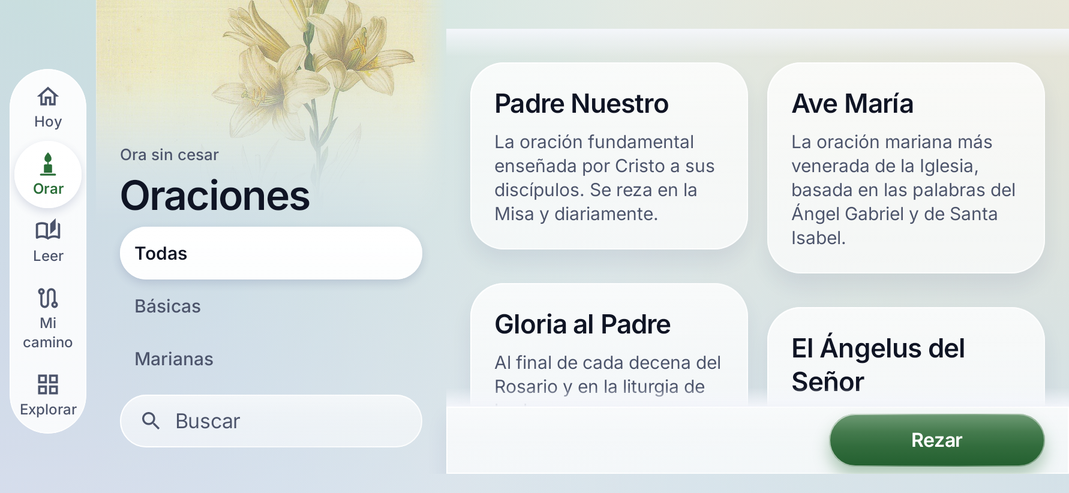 Hoy
Orar
Leer
Mi
camino
Explorar
Ora sin cesar
Oraciones
Todas
Básicas
Marianas
Buscar
Padre Nuestro
La oración fundamental
enseñada por Cristo a sus
discípulos. Se reza en la
Misa y diariamente.
Ave María
La oración mariana más
venerada de la Iglesia,
basada en las palabras del
Ángel Gabriel y de Santa
Isabel.
Gloria al Padre
Al final de cada decena del
Rosario y en la liturgia de
El Ángelus del
Señor
Rezar